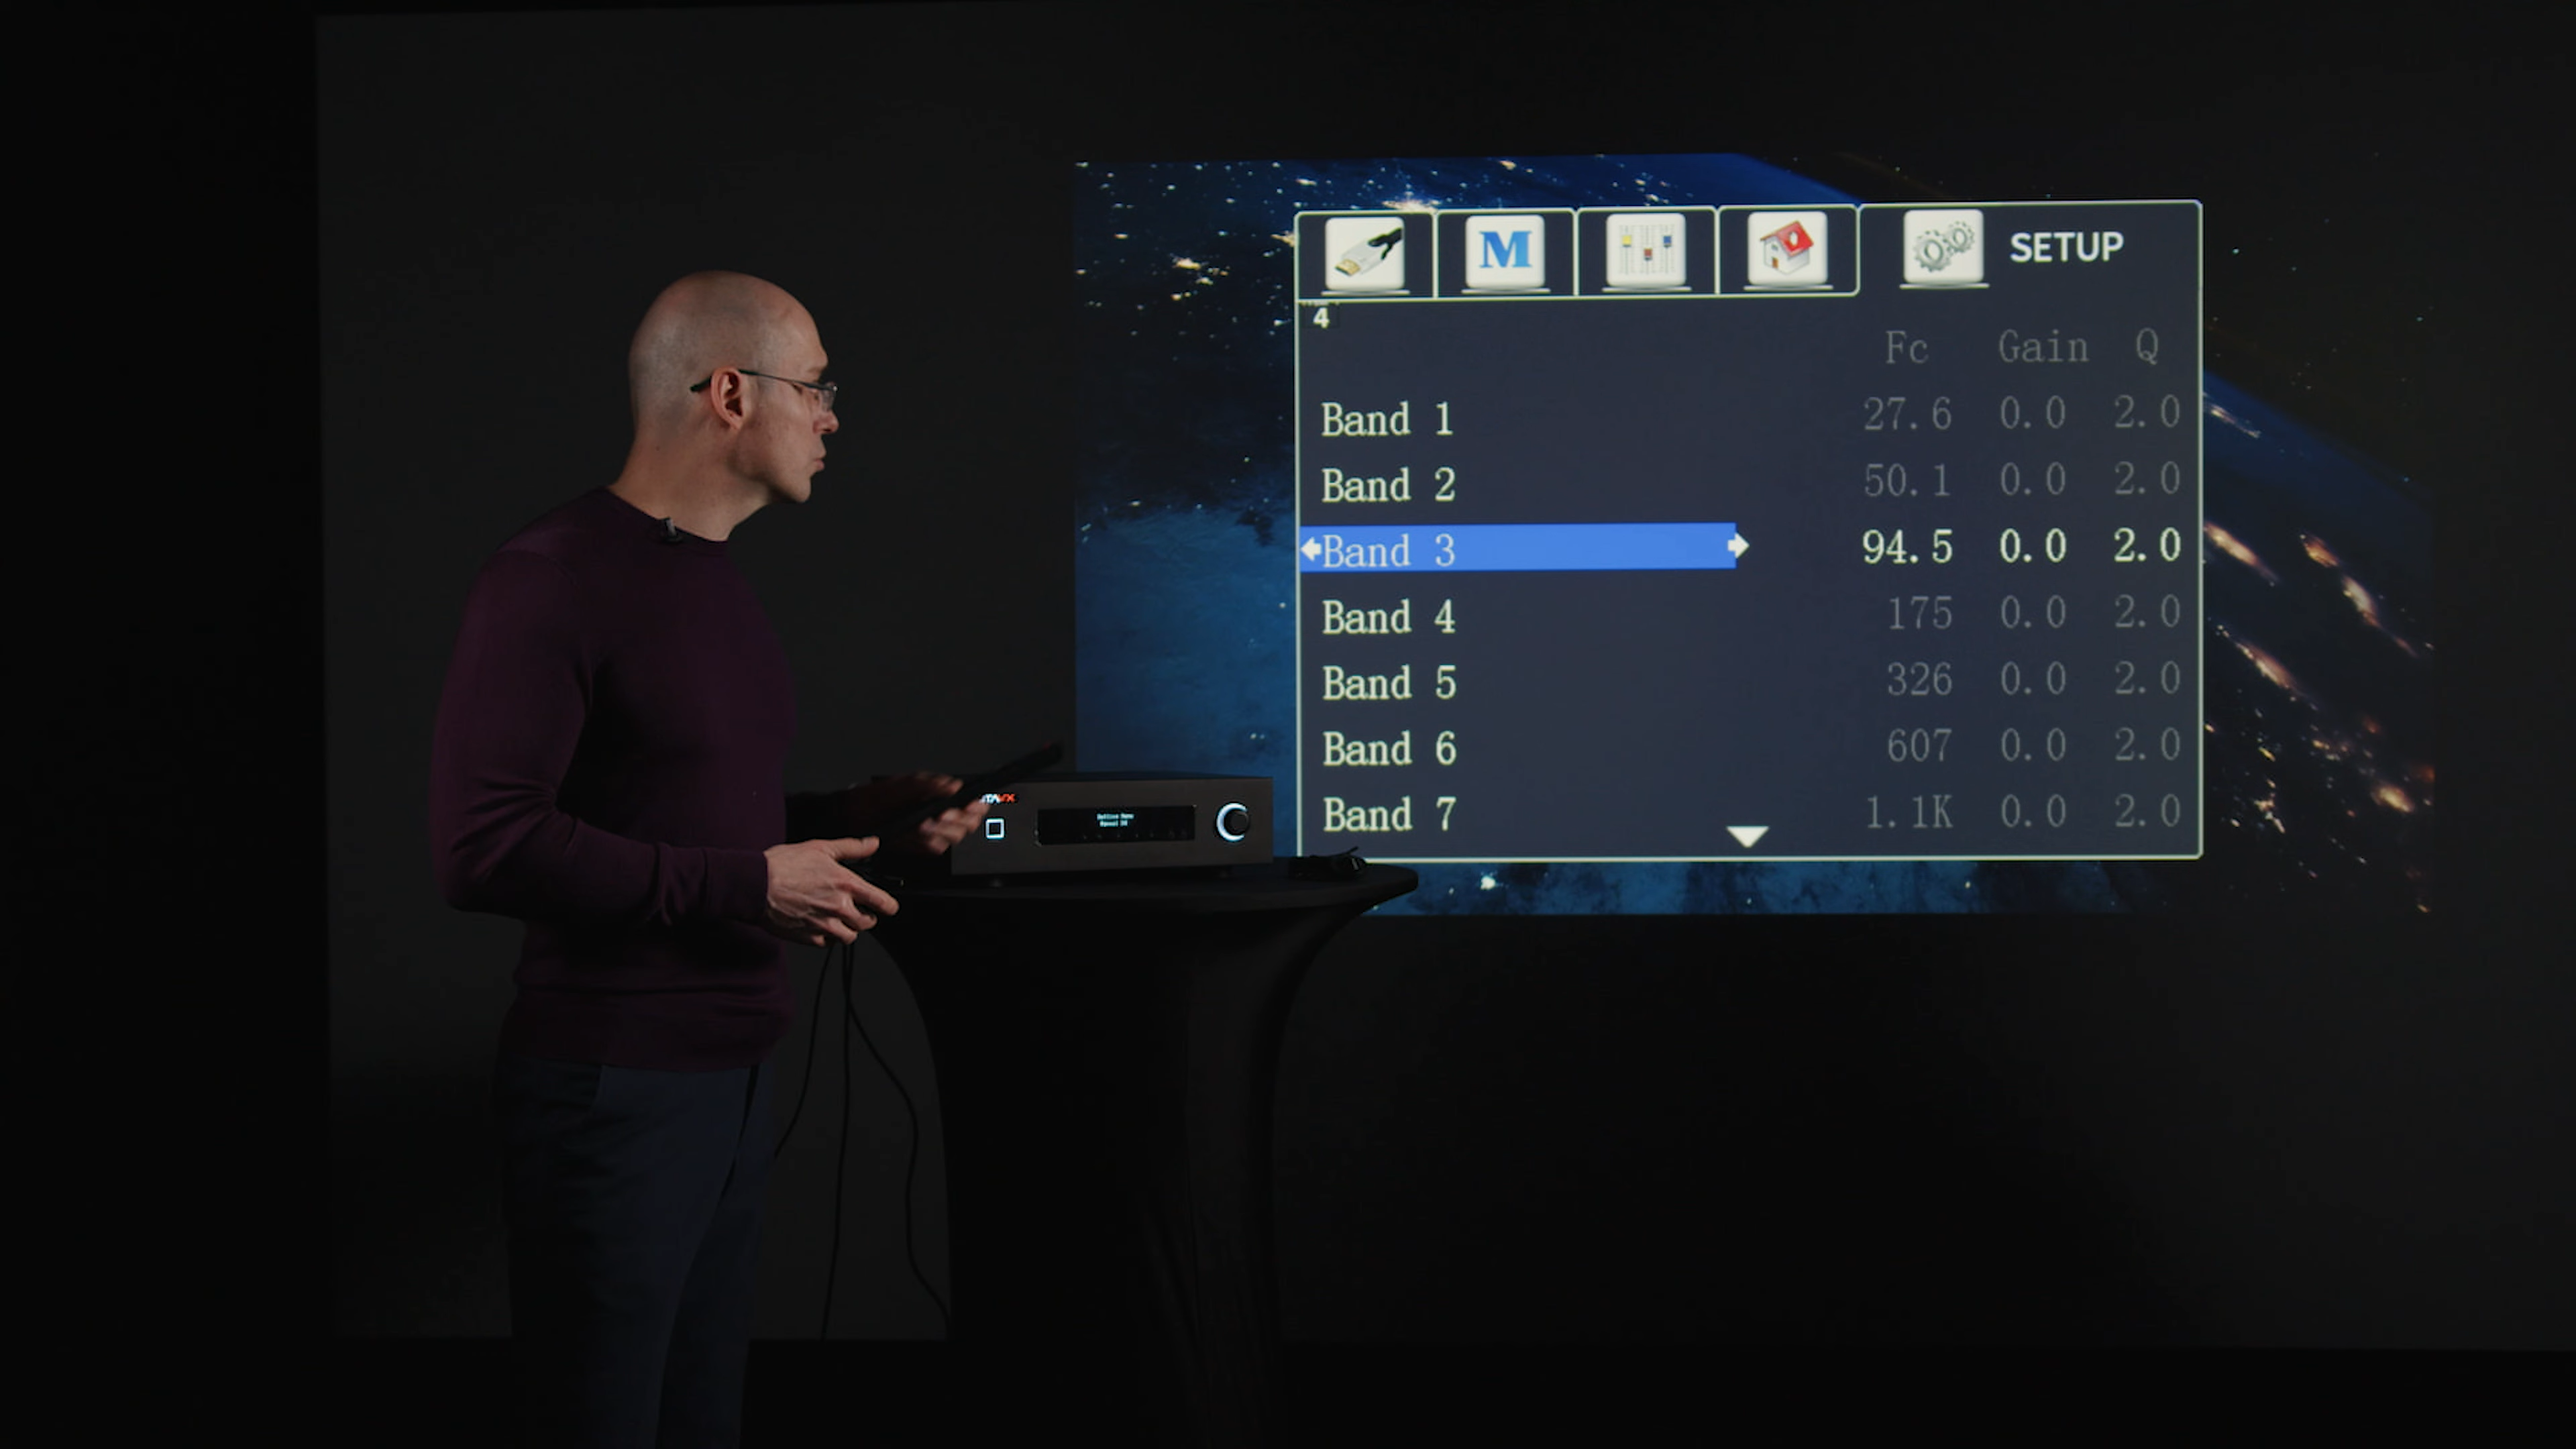 M
SETUP
4
Fc Gain Q
Band 1 27.6 0.0 2.0
Band 2 50.1 0.0 2.0
Band 3 94.5 0.0 2.0
Band 4 175 0.0 2.0
Band 5 326 0.0 2.0
Band 6 607 0.0 2.0
Band 7 1.1K 0.0 2.0